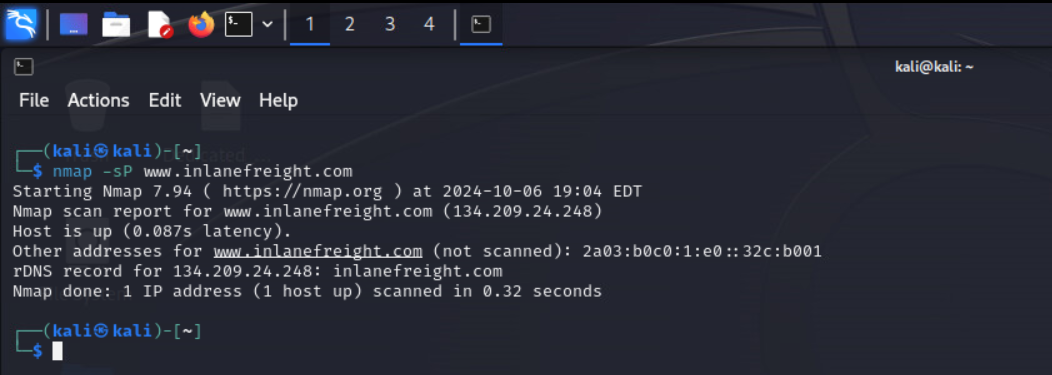 1 2 3 4
kali@kali: ~
File Actions Edit View Help
┌──(kali㉿kali)-[~]
└─$ nmap -sP www.inlanefreight.com
Starting Nmap 7.94 ( https://nmap.org ) at 2024-10-06 19:04 EDT
Nmap scan report for www.inlanefreight.com (134.209.24.248)
Host is up (0.087s latency).
Other addresses for www.inlanefreight.com (not scanned): 2a03:b0c0:1:e0::32c:b001
rDNS record for 134.209.24.248: inlanefreight.com
Nmap done: 1 IP address (1 host up) scanned in 0.32 seconds
┌──(kali㉿kali)-[~]
└─$